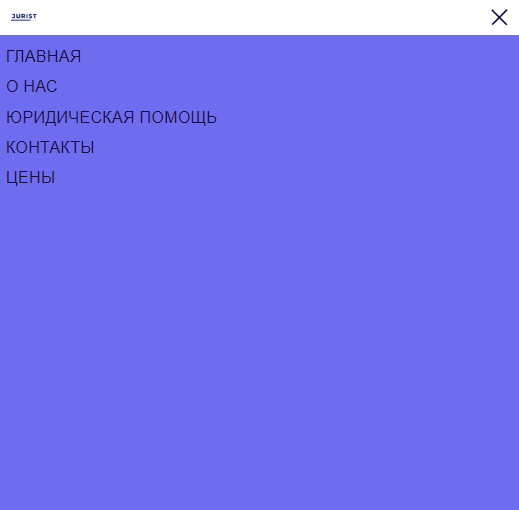 JURIST
ГЛАВНАЯ
О НАС
ЮРИДИЧЕСКАЯ ПОМОЩЬ
КОНТАКТЫ
ЦЕНЫ